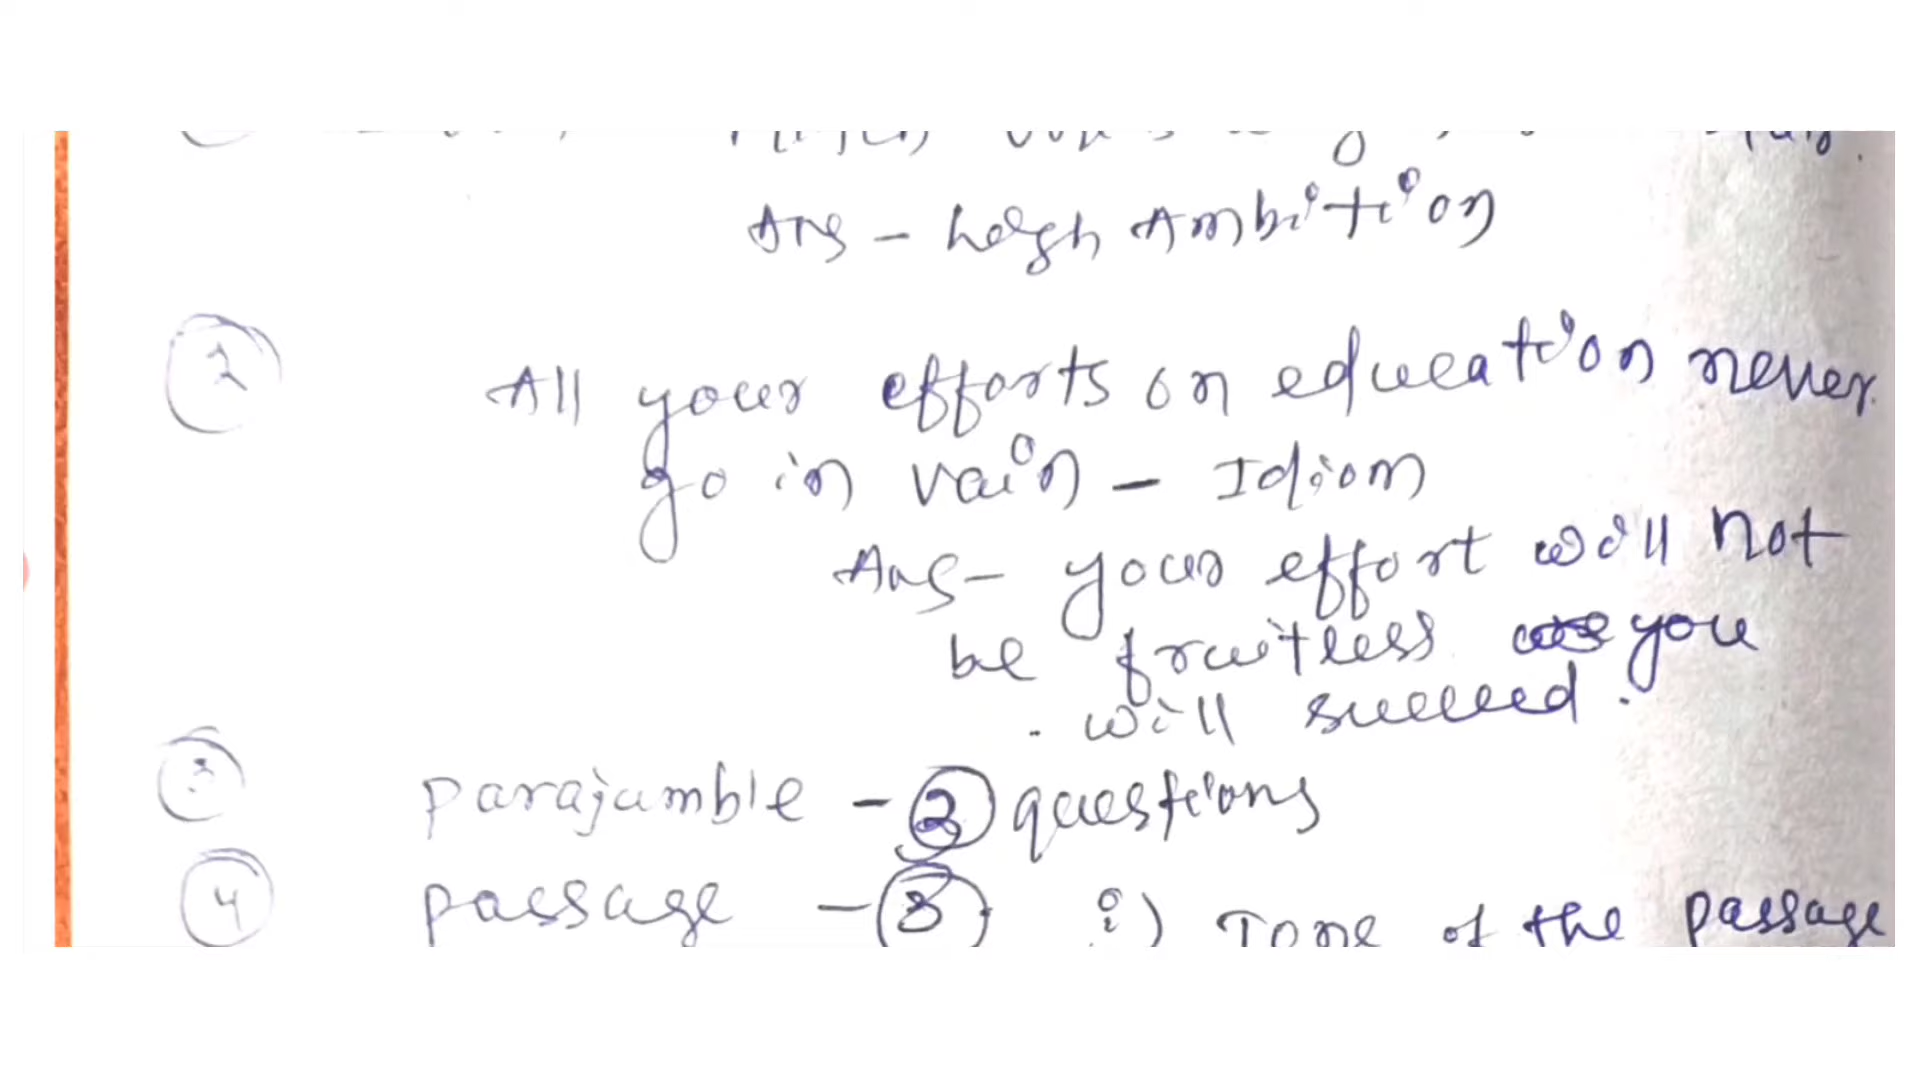 Ans - high Ambition
2 All your efforts on education never
go in vain - Idiom
Ans - your effort will not
be fruitless you
will succeed.
3 parajumble - 2 questions
4 passage - 3 i) Tone of the passage